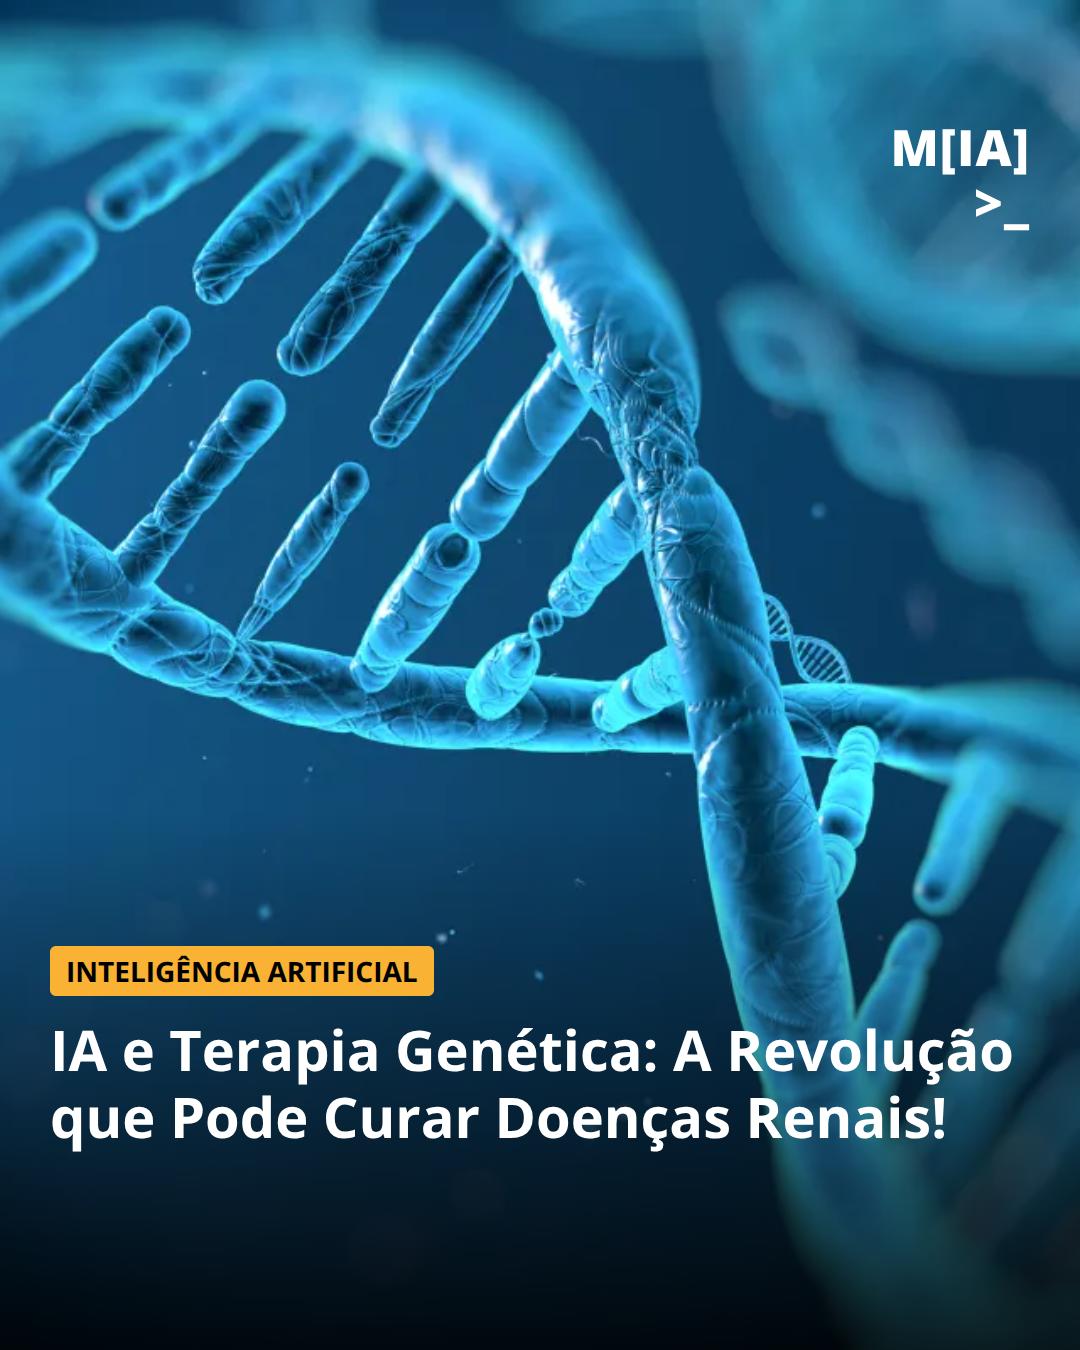 M[IA]
>_
INTELIGÊNCIA ARTIFICIAL
IA e Terapia Genética: A Revolução
que Pode Curar Doenças Renais!